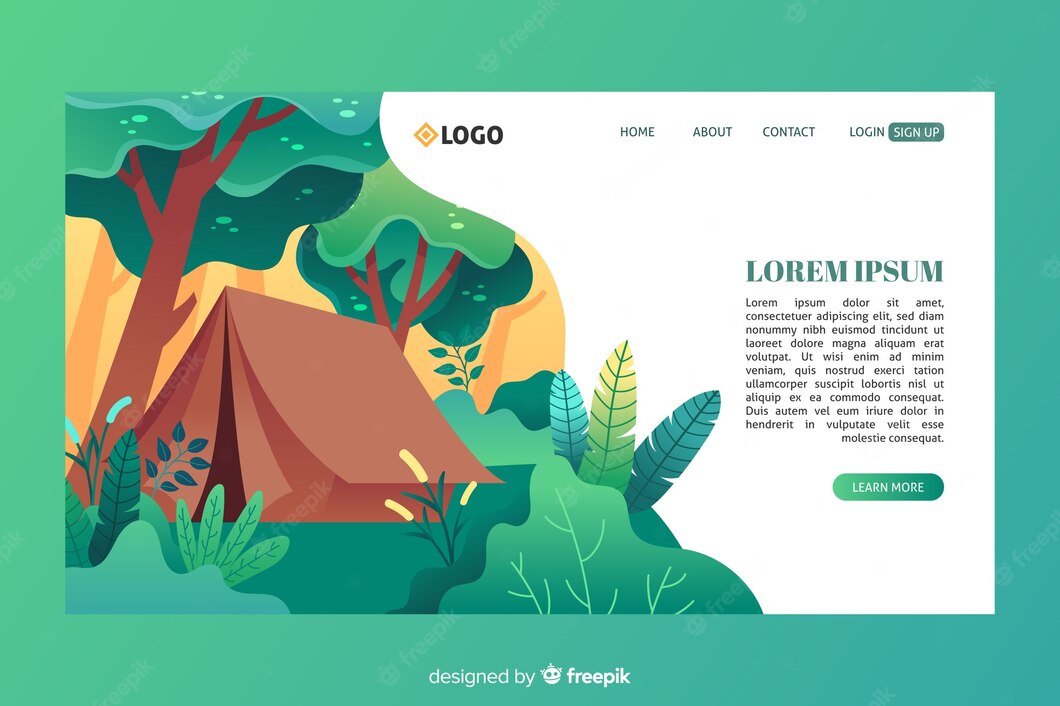 LOGO
HOME ABOUT CONTACT LOGIN SIGN UP
LOREM IPSUM
Lorem ipsum dolor sit amet,
consectetuer adipiscing elit, sed diam
nonummy nibh euismod tincidunt ut
laoreet dolore magna aliquam erat
volutpat. Ut wisi enim ad minim
veniam, quis nostrud exerci tation
ullamcorper suscipit lobortis nisl ut
aliquip ex ea commodo consequat.
Duis autem vel eum iriure dolor in
hendrerit in vulputate velit esse
molestie consequat.
LEARN MORE
designed by freepik